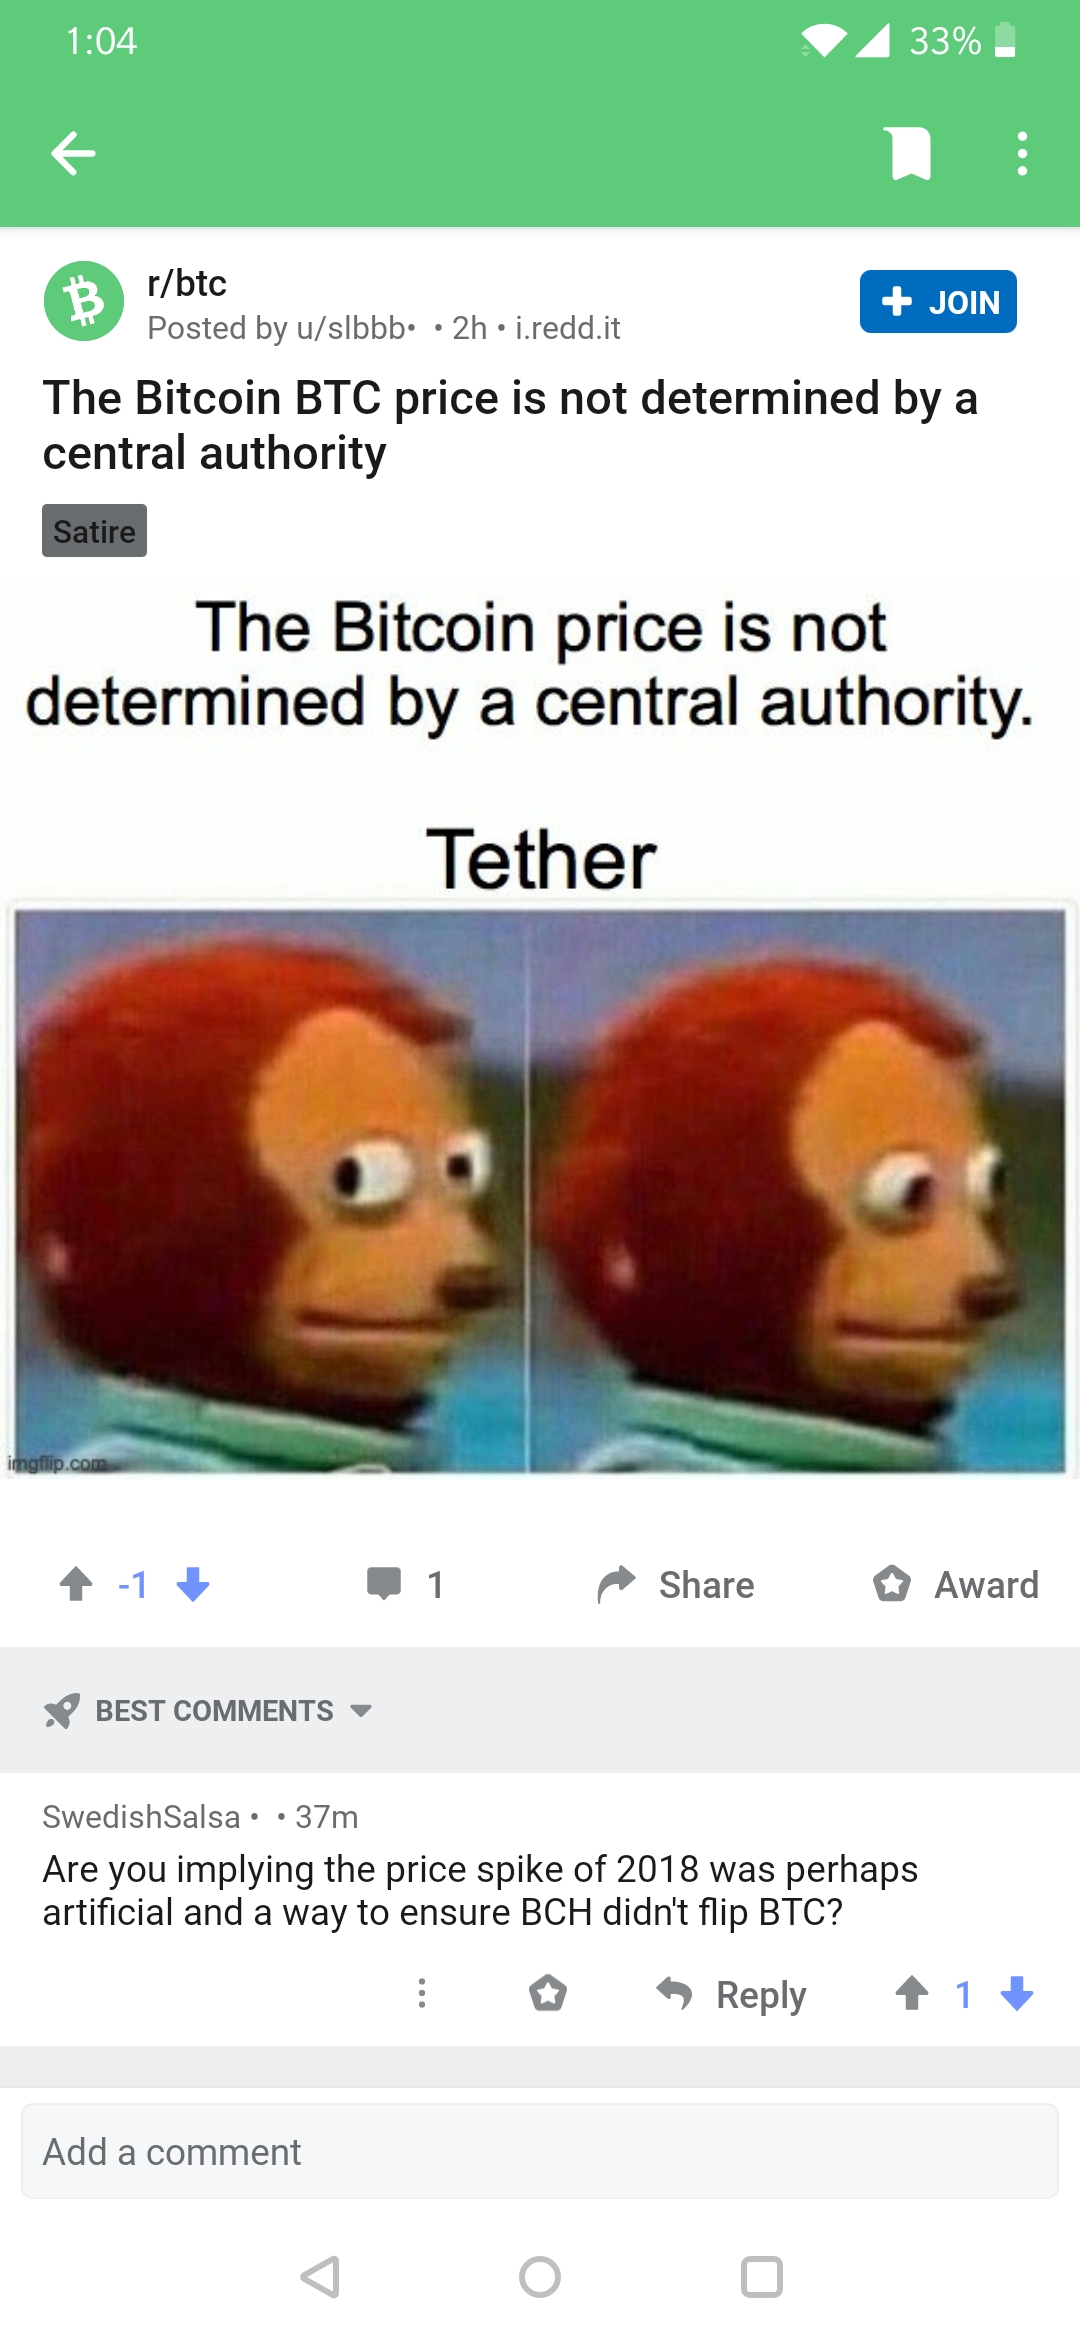 1:04
33%
r/btc
Posted by u/slbbb• • 2h • i.redd.it
+ JOIN
The Bitcoin BTC price is not determined by a
central authority
Satire
The Bitcoin price is not
determined by a central authority.
Tether
imgflip.com
-1
1
Share
Award
BEST COMMENTS
SwedishSalsa • • 37m
Are you implying the price spike of 2018 was perhaps
artificial and a way to ensure BCH didn't flip BTC?
Reply
1
Add a comment